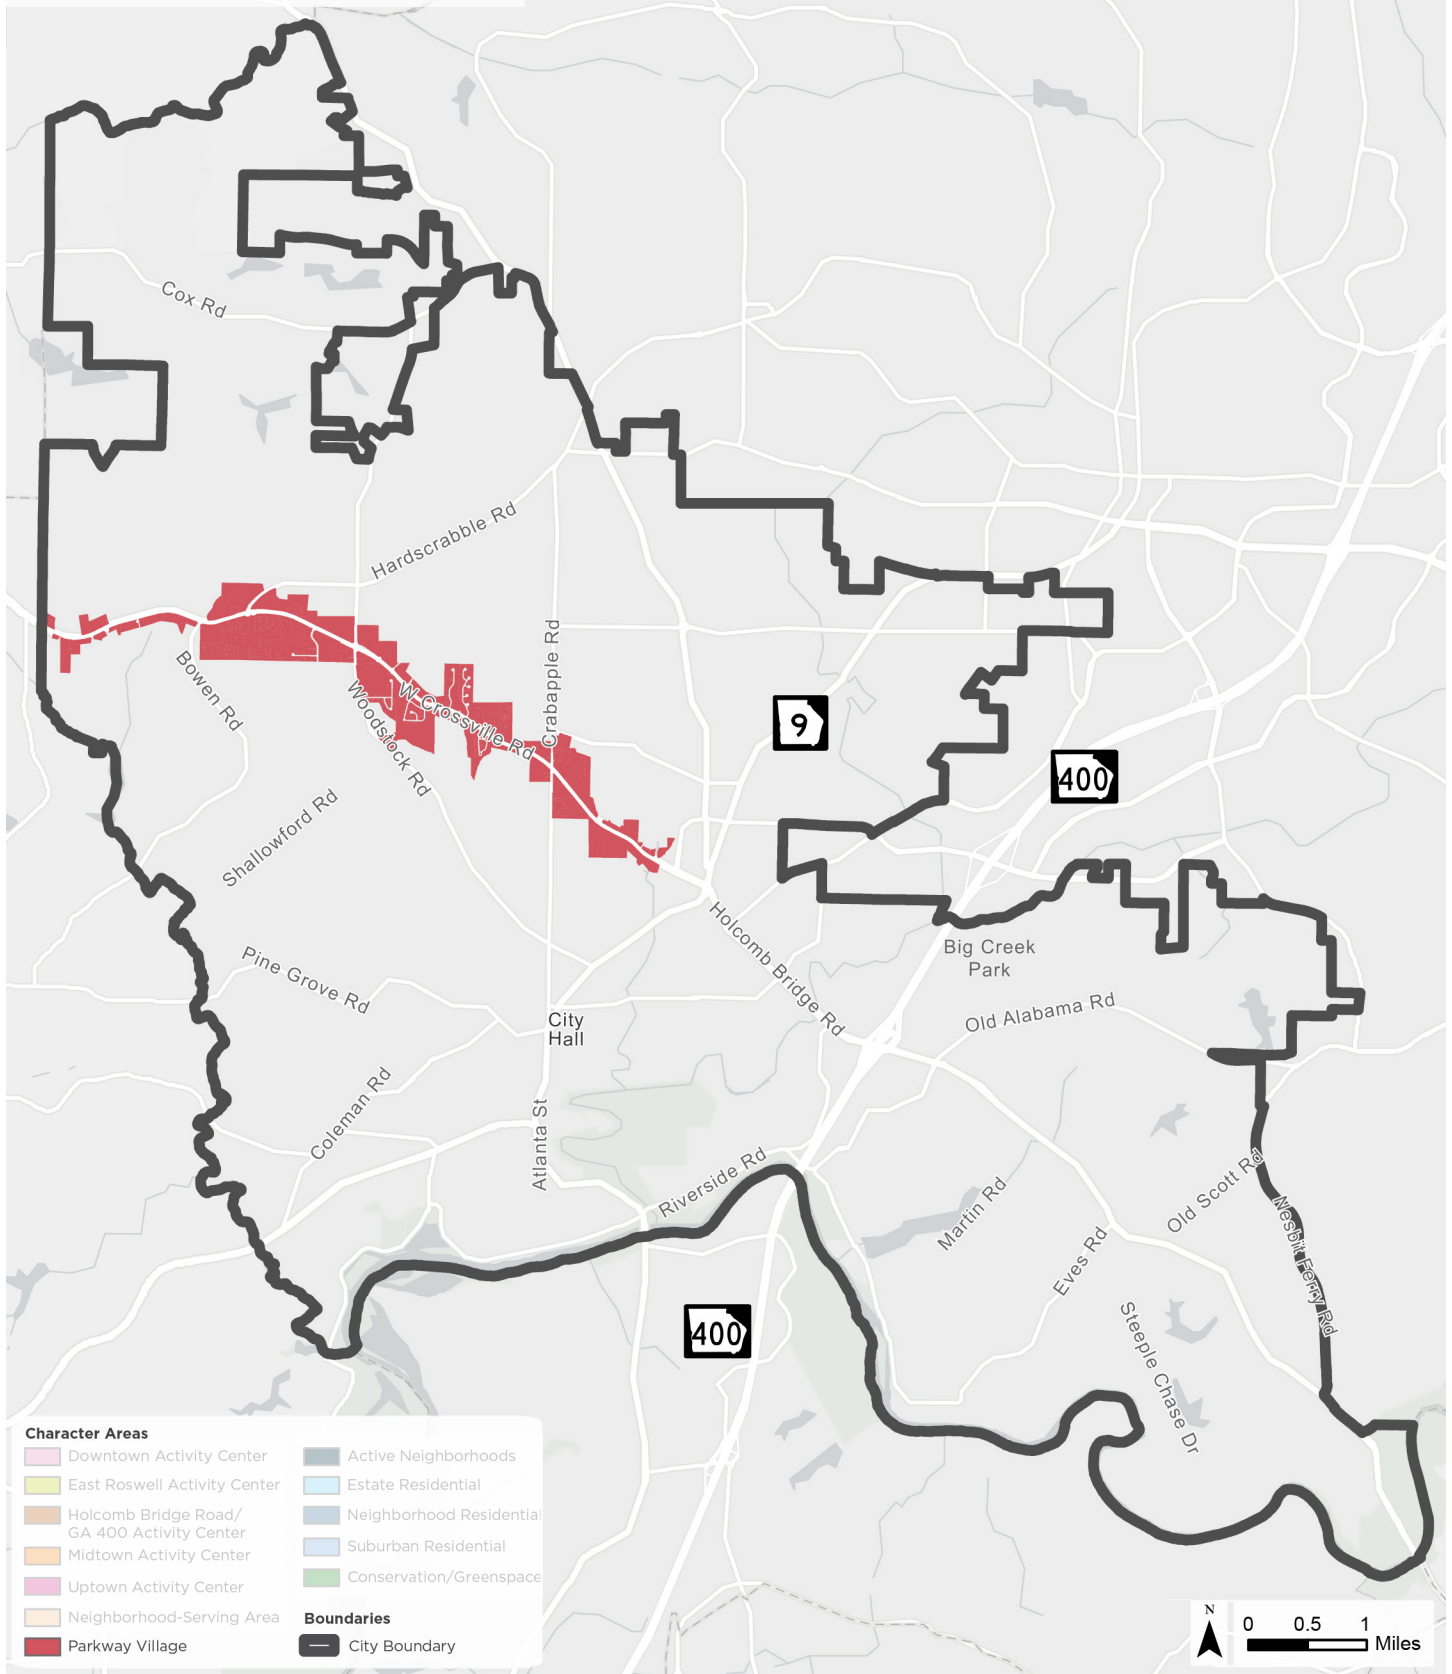 Cox Rd
Hardscrabble Rd
Bowen Rd
Woodstock Rd
W Crossville Rd
Crabapple Rd
9
400
Shallowford Rd
Holcomb Bridge Rd
Big Creek
Park
Pine Grove Rd
City
Hall
Old Alabama Rd
Coleman Rd
Atlanta St
Riverside Rd
Martin Rd
Old Scott Rd
Nesbit Ferry Rd
Eves Rd
400
Steeple Chase Dr
Character Areas
Downtown Activity Center
East Roswell Activity Center
Holcomb Bridge Road/
GA 400 Activity Center
Midtown Activity Center
Uptown Activity Center
Neighborhood-Serving Area
Parkway Village
Active Neighborhoods
Estate Residential
Neighborhood Residential
Suburban Residential
Conservation/Greenspace
Boundaries
City Boundary
N
0 0.5 1
Miles